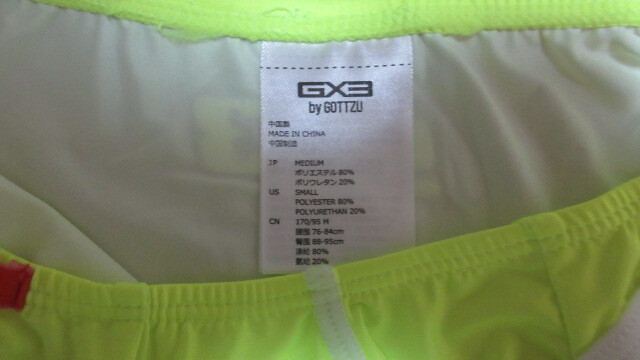 GX3
by GOTTZU
中国製
MADE IN CHINA
中国制造
JP MEDIUM
ポリエステル 80%
ポリウレタン 20%
US SMALL
POLYESTER 80%
POLYURETHAN 20%
CN 170/95 M
腰围 76-84cm
臀围 88-95cm
涤纶 80%
氨纶 20%